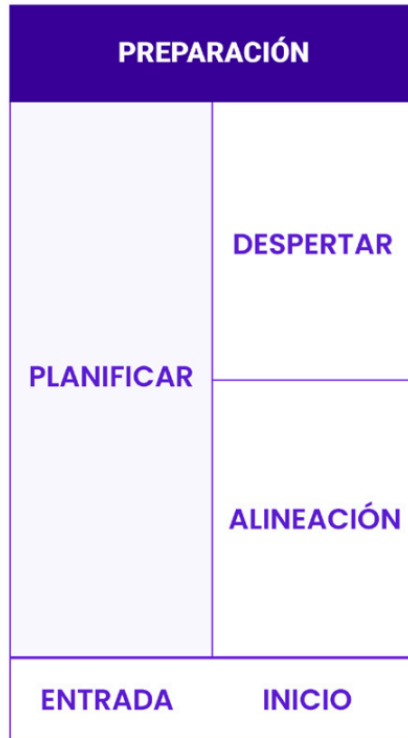 PREPARACIÓN
DESPERTAR
PLANIFICAR
ALINEACIÓN
ENTRADA INICIO